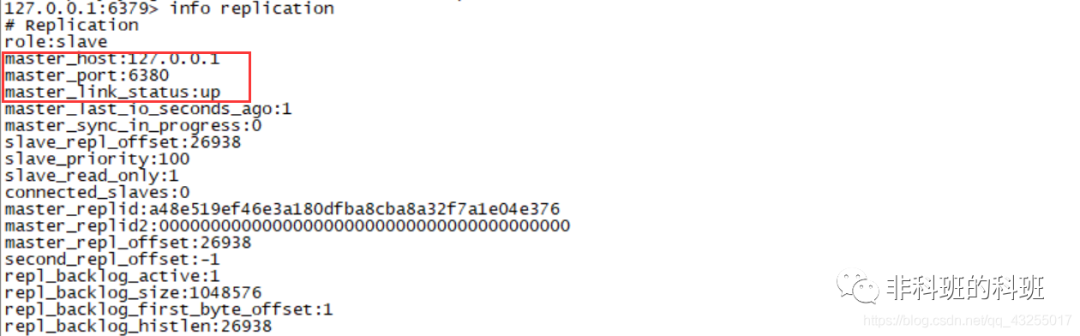 127.0.0.1:6379> info replication
# Replication
role:slave
master_host:127.0.0.1
master_port:6380
master_link_status:up
master_last_io_seconds_ago:1
master_sync_in_progress:0
slave_repl_offset:26938
slave_priority:100
slave_read_only:1
connected_slaves:0
master_replid:a48e519ef46e3a180dfba8cba8a32f7a1e04e376
master_replid2:0000000000000000000000000000000000000000
master_repl_offset:26938
second_repl_offset:-1
repl_backlog_active:1
repl_backlog_size:1048576
repl_backlog_first_byte_offset:1
repl_backlog_histlen:26938
非科班的科班
https://blog.csdn.net/qq_43255017